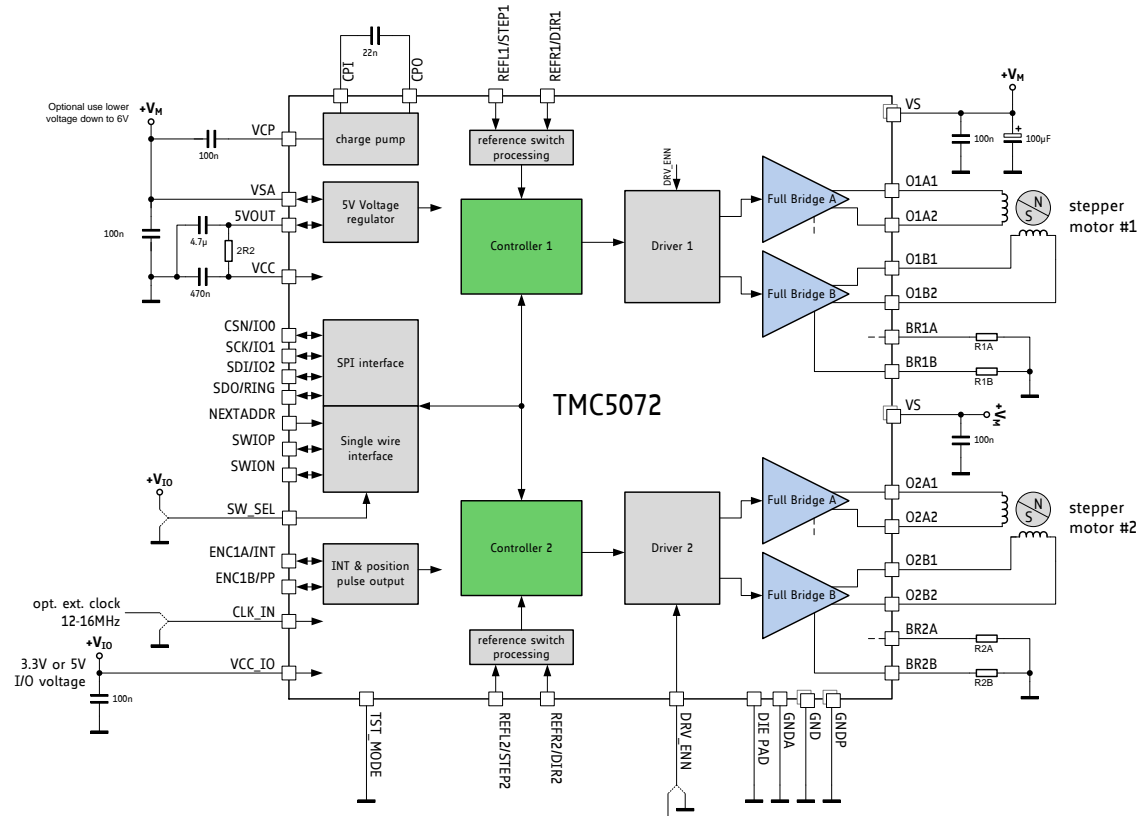 CPI
22n
CPO
REFL1/STEP1
REFR1/DIR1
+VM
VS
100n
+
100µF
Optional use lower
voltage down to 6V
+VM
VCP
100n
charge pump
reference switch
processing
DRV_ENN
VSA
5VOUT
5V Voltage
regulator
100n
4.7µ
2R2
VCC
470n
Controller 1
Driver 1
Full Bridge A
Full Bridge B
O1A1
O1A2
O1B1
O1B2
S
N
stepper
motor #1
BR1A
R1A
BR1B
R1B
CSN/IO0
SCK/IO1
SDI/IO2
SDO/RING
SPI interface
NEXTADDR
SWIOP
SWION
Single wire
interface
TMC5072
VS
+VM
100n
+VIO
SW_SEL
ENC1A/INT
ENC1B/PP
INT & position
pulse output
opt. ext. clock
12-16MHz
CLK_IN
+VIO
3.3V or 5V
I/O voltage
VCC_IO
100n
Controller 2
Driver 2
Full Bridge A
Full Bridge B
O2A1
O2A2
O2B1
O2B2
S
N
stepper
motor #2
BR2A
R2A
BR2B
R2B
reference switch
processing
TST_MODE
REFL2/STEP2
REFR2/DIR2
DRV_ENN
DIE PAD
GNDA
GND
GNDP